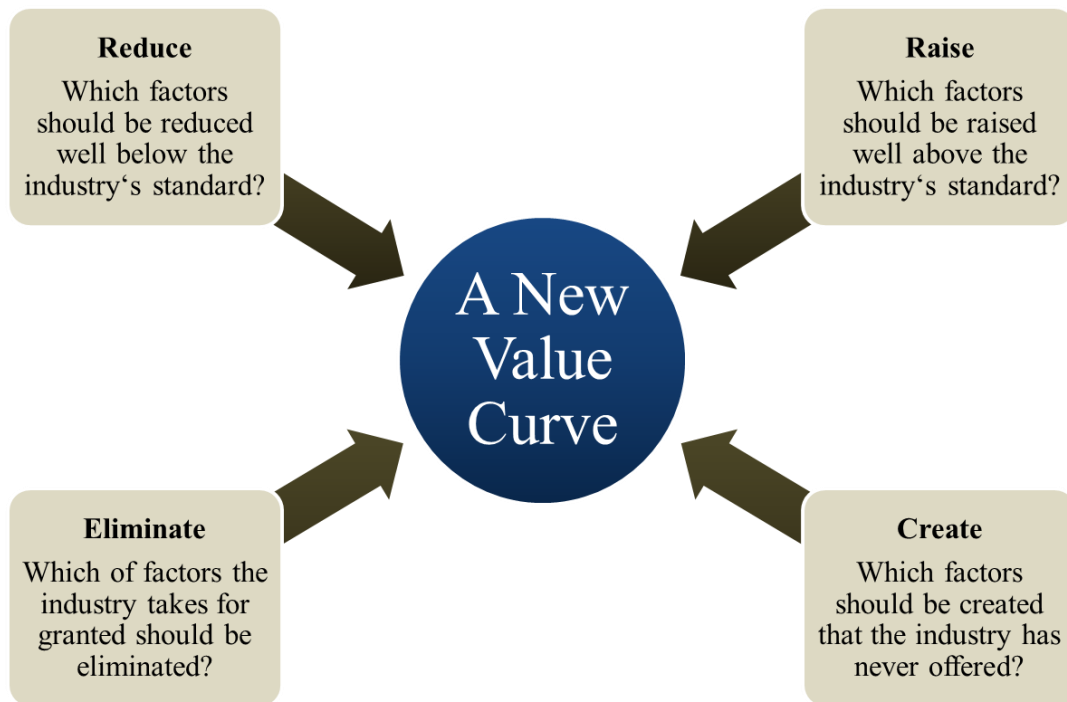 Reduce
Which factors
should be reduced
well below the
industry‘s standard?
Raise
Which factors
should be raised
well above the
industry‘s standard?
A New
Value
Curve
Eliminate
Which of factors the
industry takes for
granted should be
eliminated?
Create
Which factors
should be created
that the industry has
never offered?